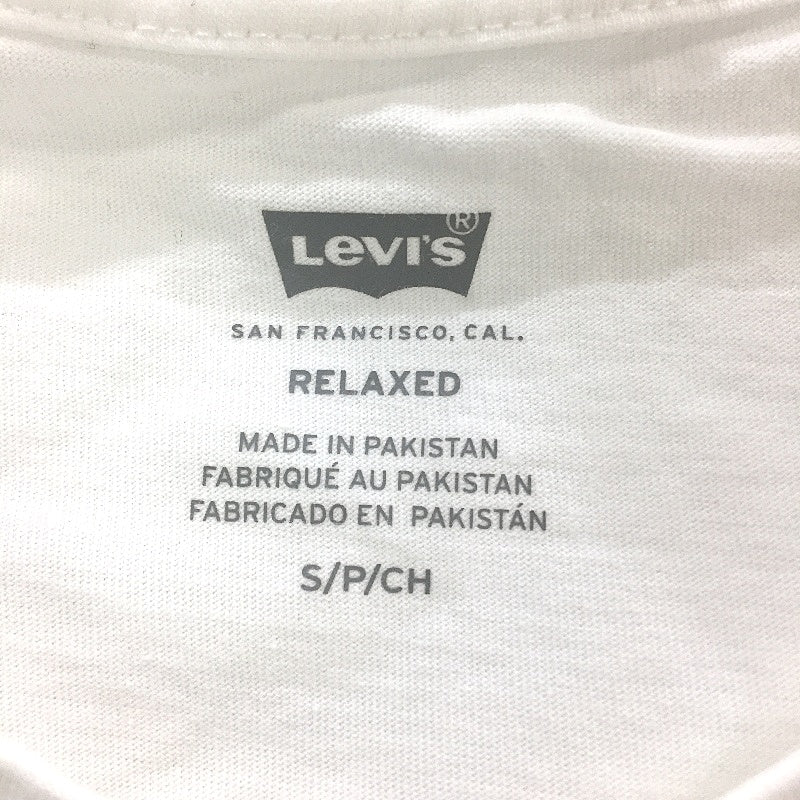 LEVI'S®
SAN FRANCISCO, CAL.
RELAXED
MADE IN PAKISTAN
FABRIQUÉ AU PAKISTAN
FABRICADO EN PAKISTÁN
S/P/CH